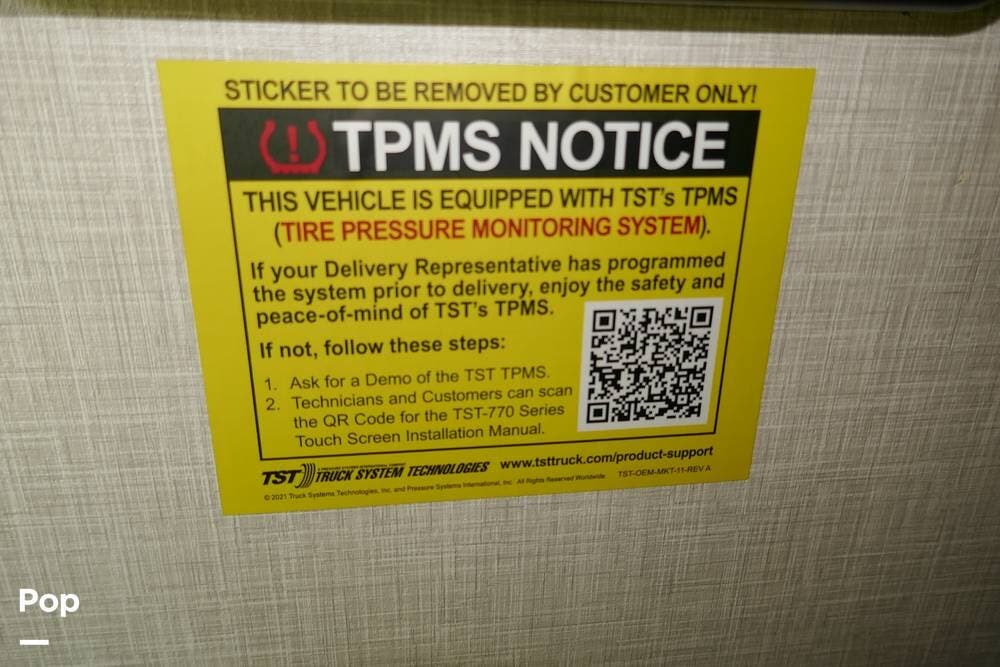 STICKER TO BE REMOVED BY CUSTOMER ONLY!
TPMS NOTICE
THIS VEHICLE IS EQUIPPED WITH TST's TPMS
(TIRE PRESSURE MONITORING SYSTEM).
If your Delivery Representative has programmed
the system prior to delivery, enjoy the safety and
peace-of-mind of TST's TPMS.
If not, follow these steps:
1. Ask for a Demo of the TST TPMS.
2. Technicians and Customers can scan
the QR Code for the TST-770 Series
Touch Screen Installation Manual.
TST TRUCK SYSTEM TECHNOLOGIES
www.tsttruck.com/product-support
TST-OEM-MKT-11-REV A
© 2021 Truck Systems Technologies, Inc. and Pressure Systems International, Inc. All Rights Reserved Worldwide
Pop